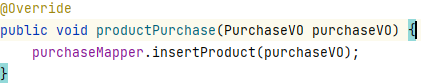 @Override
public void productPurchase(PurchaseVO purchaseVO) {
    purchaseMapper.insertProduct(purchaseVO);
}